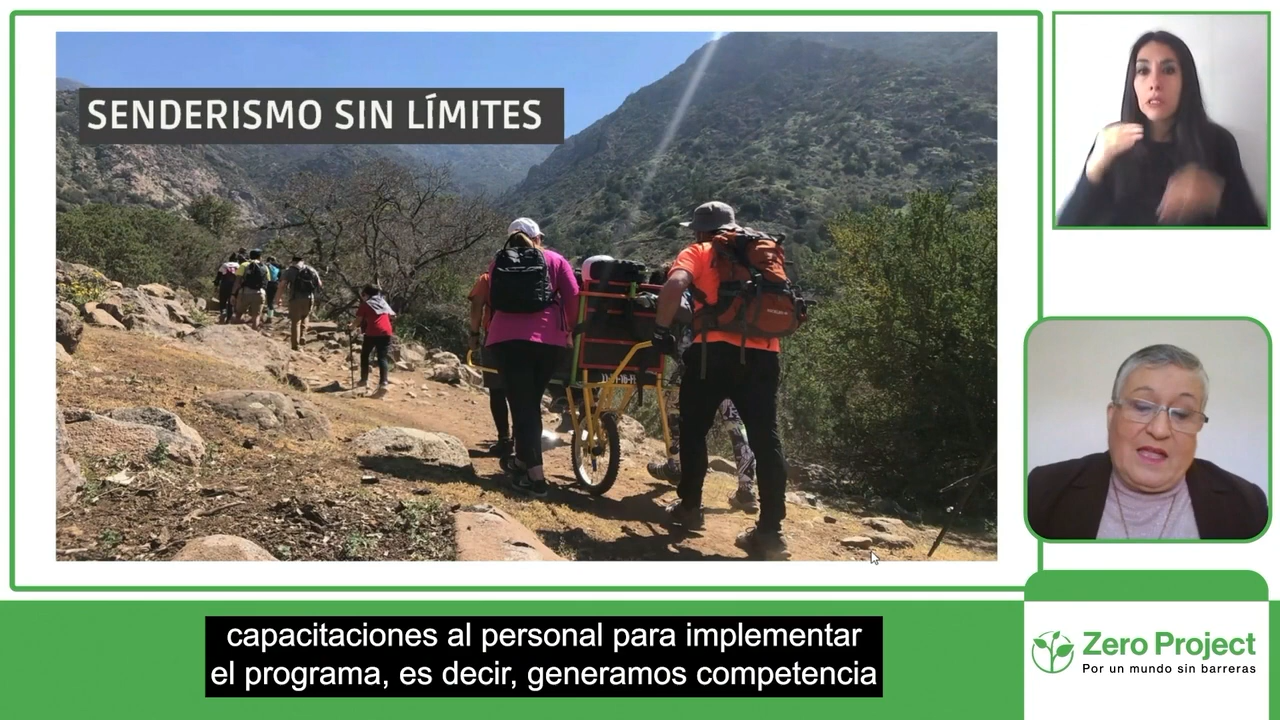 SENDERISMO SIN LÍMITES
capacitaciones al personal para implementar
el programa, es decir, generamos competencia
Zero Project
Por un mundo sin barreras